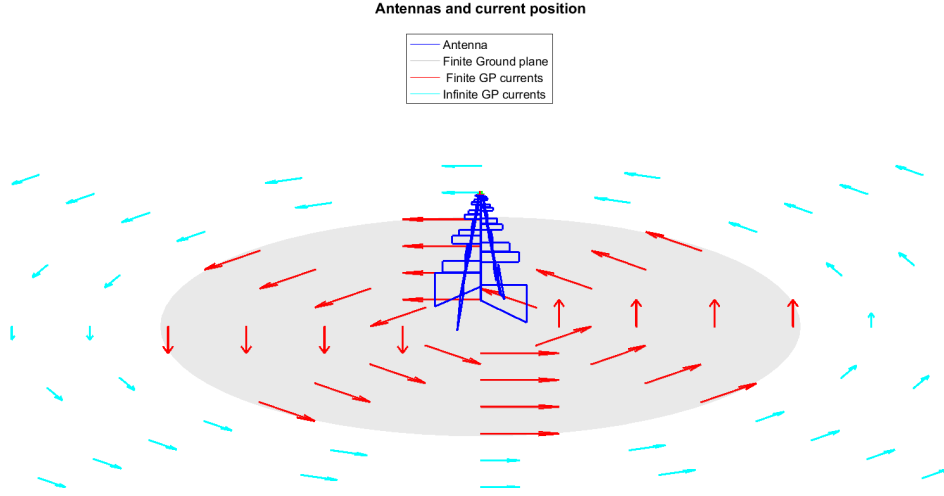 Antennas and current position
Antenna
Finite Ground plane
Finite GP currents
Infinite GP currents